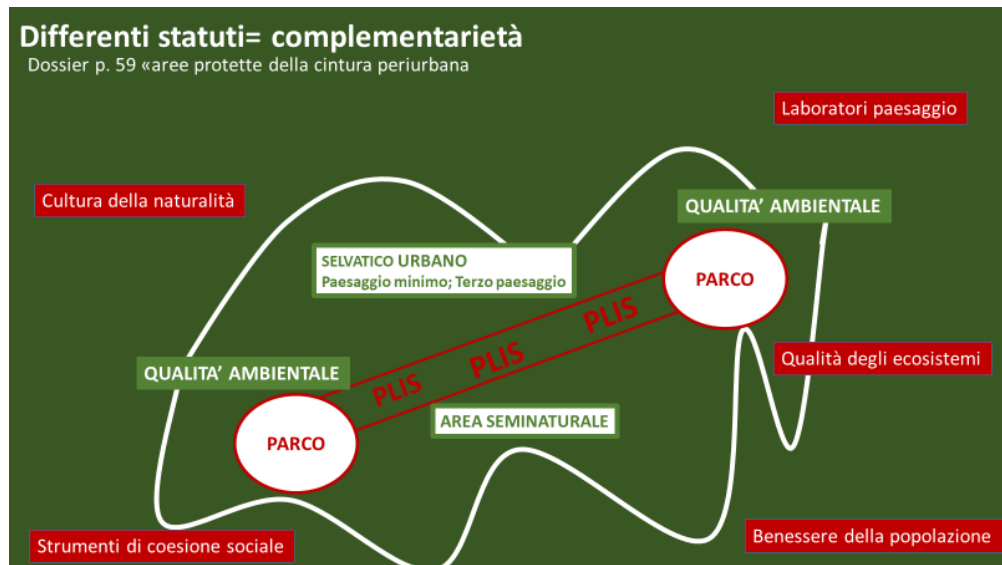 Differenti statuti= complementarietà
Dossier p. 59 «aree protette della cintura periurbana
Laboratori paesaggio
Cultura della naturalità
QUALITA’ AMBIENTALE
SELVATICO URBANO
Paesaggio minimo; Terzo paesaggio
PARCO
PLIS
PLIS
PLIS
QUALITA’ AMBIENTALE
Qualità degli ecosistemi
AREA SEMINATURALE
PARCO
Strumenti di coesione sociale
Benessere della popolazione